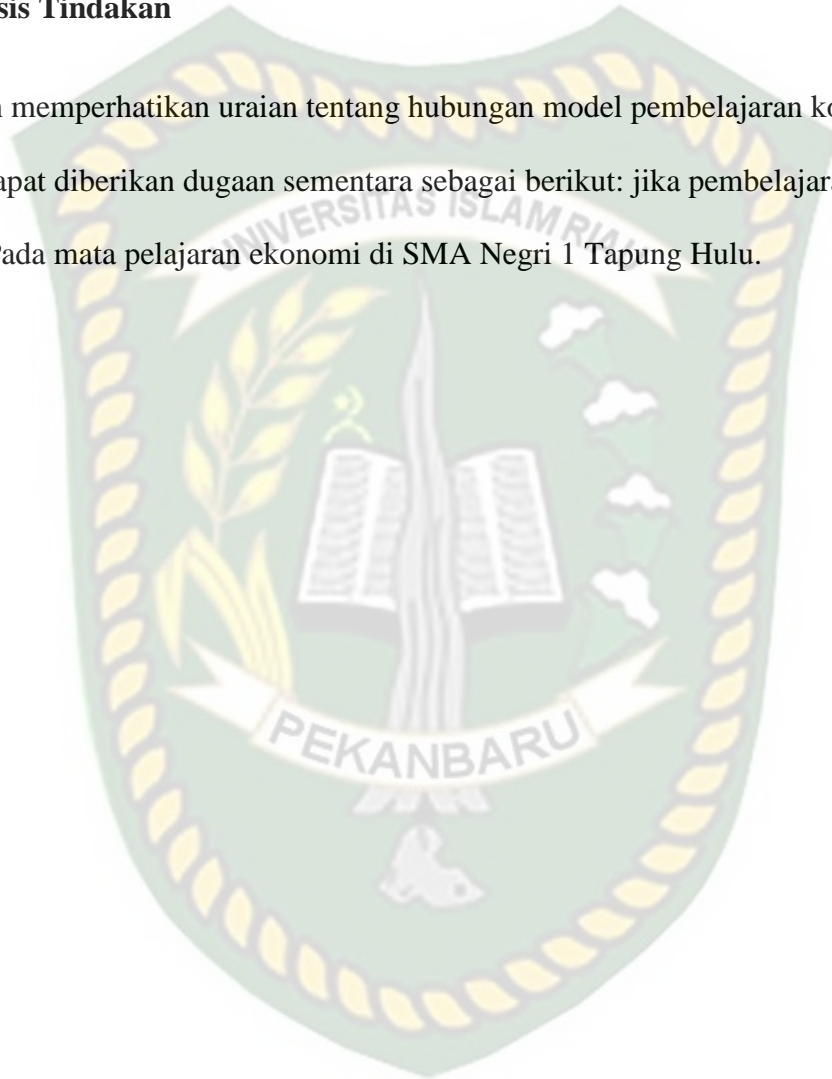 sis Tindakan
memperhatikan uraian tentang hubungan model pembelajaran ko
apat diberikan dugaan sementara sebagai berikut: jika pembelajara
Pada mata pelajaran ekonomi di SMA Negri 1 Tapung Hulu.
UNIVERSITAS ISLAM RIAU
PEKANBARU